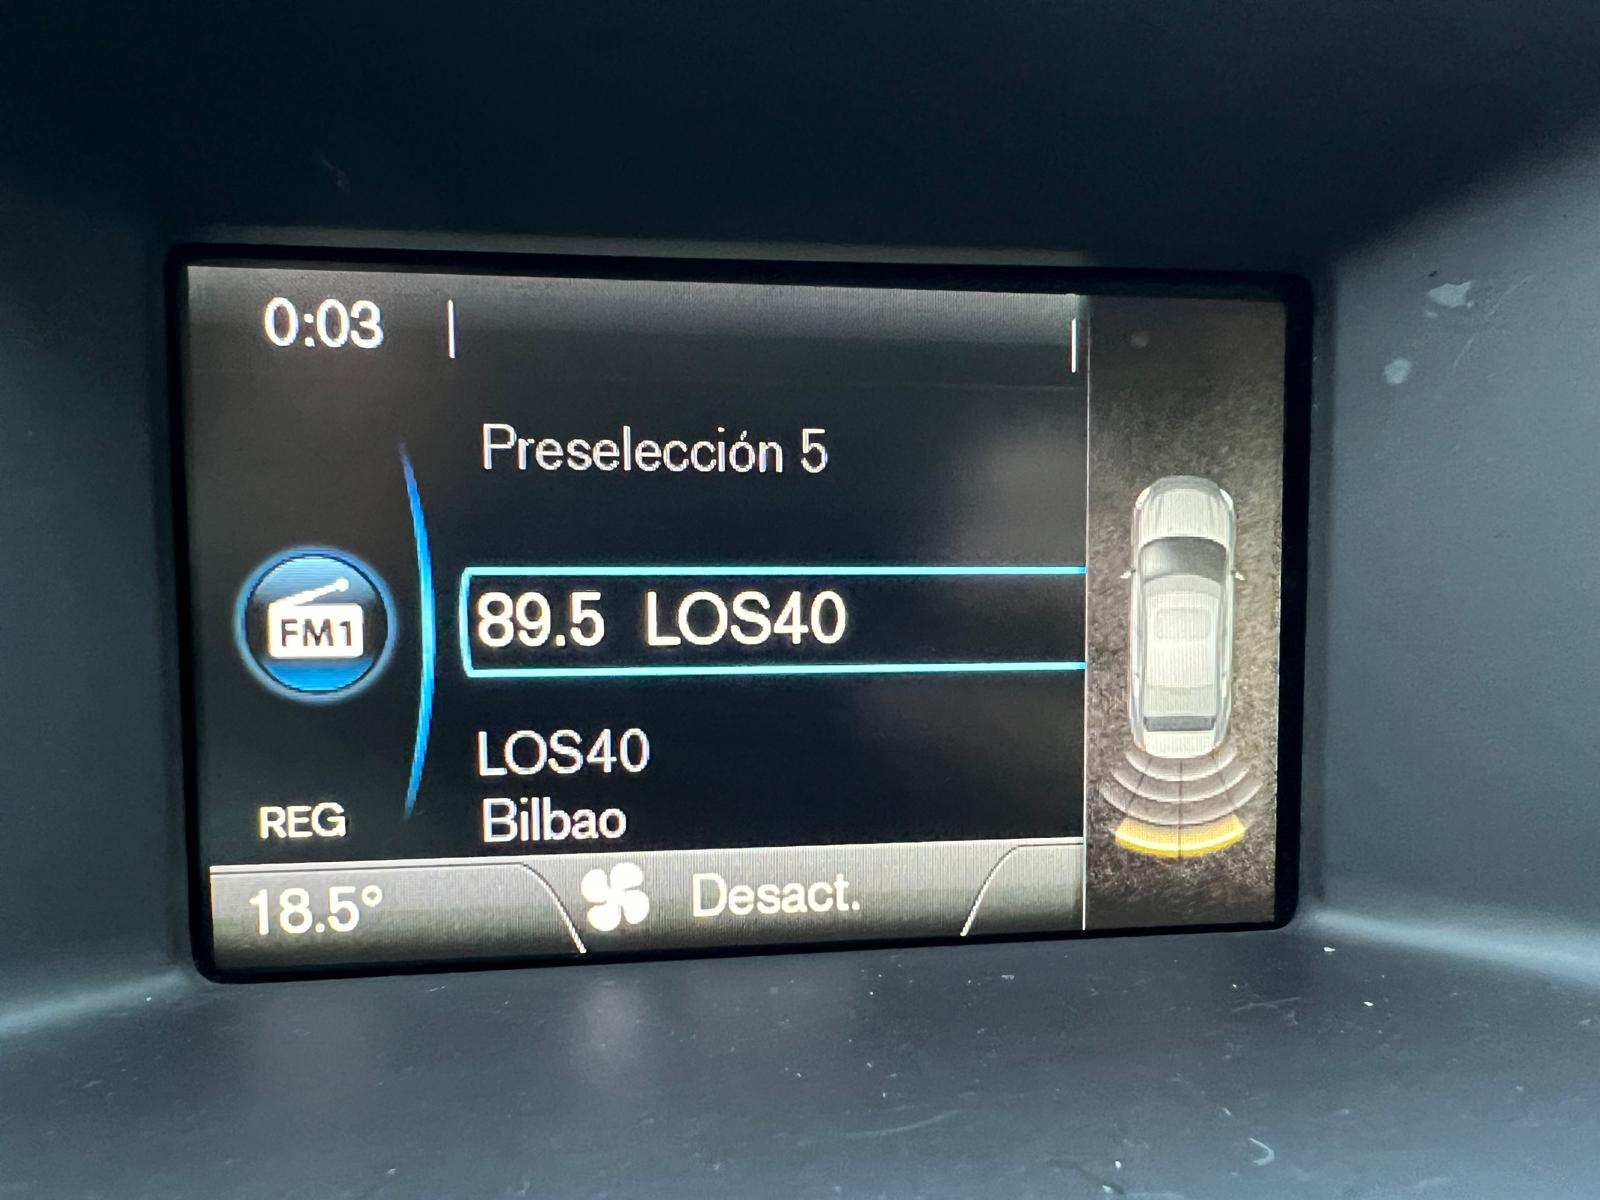 0:03
Preselección 5
FM1
89.5 LOS40
LOS40
Bilbao
REG
18.5°
Desact.